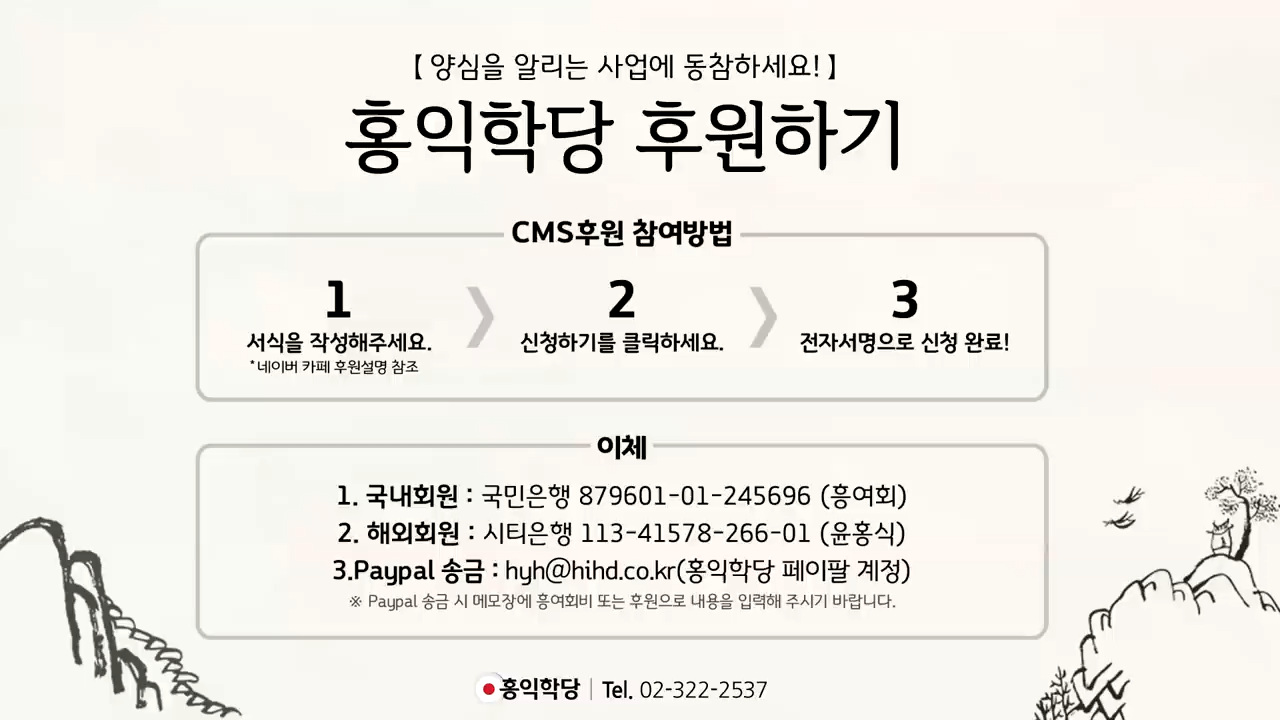 【 양심을 알리는 사업에 동참하세요! 】
홍익학당 후원하기
CMS후원 참여방법
1
서식을 작성해주세요.
*네이버 카페 후원설명 참조
2
신청하기를 클릭하세요.
3
전자서명으로 신청 완료!
이체
1. 국내회원 : 국민은행 879601-01-245696 (흥여회)
2. 해외회원 : 시티은행 113-41578-266-01 (윤홍식)
3.Paypal 송금 : hyh@hihd.co.kr(홍익학당 페이팔 계정)
※ Paypal 송금 시 메모장에 흥여회비 또는 후원으로 내용을 입력해 주시기 바랍니다.
홍익학당 | Tel. 02-322-2537